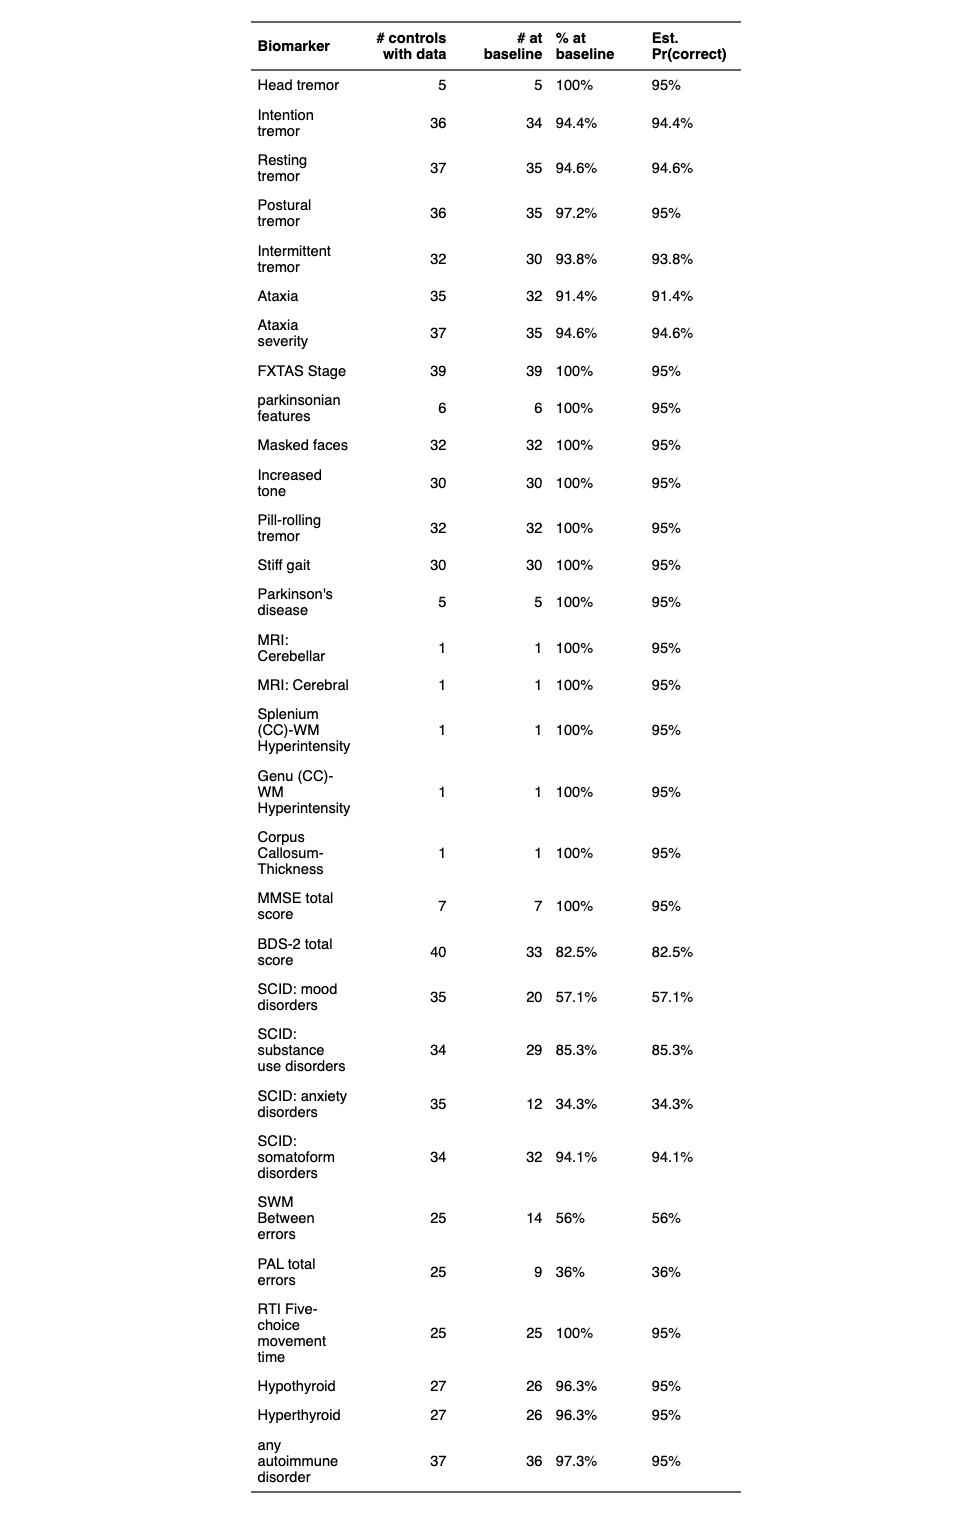 Biomarker # controls with data # at baseline % at baseline Est. Pr(correct)
Head tremor 5 5 100% 95%
Intention tremor 36 34 94.4% 94.4%
Resting tremor 37 35 94.6% 94.6%
Postural tremor 36 35 97.2% 95%
Intermittent tremor 32 30 93.8% 93.8%
Ataxia 35 32 91.4% 91.4%
Ataxia severity 37 35 94.6% 94.6%
FXTAS Stage 39 39 100% 95%
parkinsonian features 6 6 100% 95%
Masked faces 32 32 100% 95%
Increased tone 30 30 100% 95%
Pill-rolling tremor 32 32 100% 95%
Stiff gait 30 30 100% 95%
Parkinson's disease 5 5 100% 95%
MRI: Cerebellar 1 1 100% 95%
MRI: Cerebral 1 1 100% 95%
Splenium (CC)-WM Hyperintensity 1 1 100% 95%
Genu (CC)-WM Hyperintensity 1 1 100% 95%
Corpus Callosum-Thickness 1 1 100% 95%
MMSE total score 7 7 100% 95%
BDS-2 total score 40 33 82.5% 82.5%
SCID: mood disorders 35 20 57.1% 57.1%
SCID: substance use disorders 34 29 85.3% 85.3%
SCID: anxiety disorders 35 12 34.3% 34.3%
SCID: somatoform disorders 34 32 94.1% 94.1%
SWM Between errors 25 14 56% 56%
PAL total errors 25 9 36% 36%
RTI Five-choice movement time 25 25 100% 95%
Hypothyroid 27 26 96.3% 95%
Hyperthyroid 27 26 96.3% 95%
any autoimmune disorder 37 36 97.3% 95%